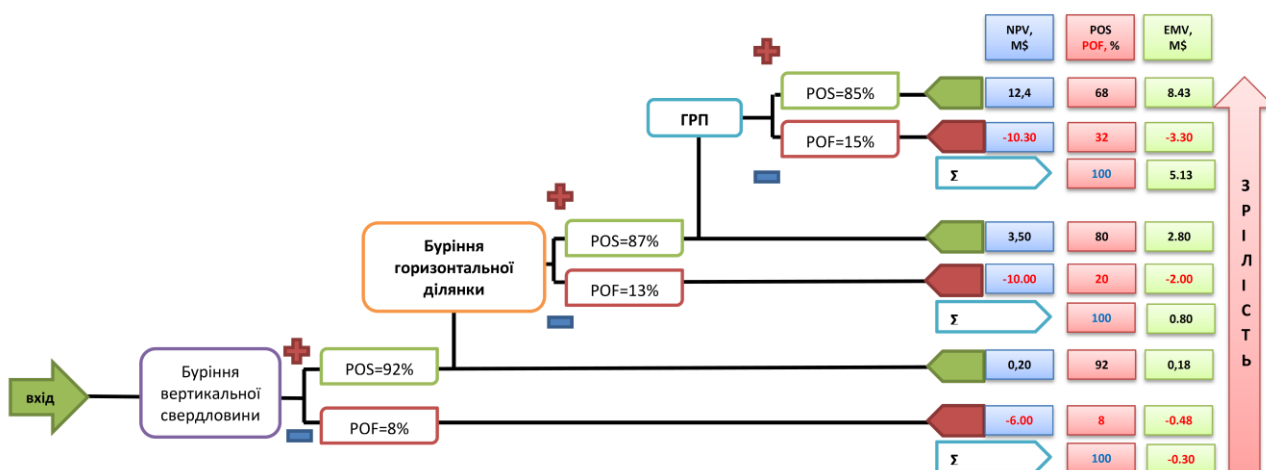 NPV,
M$
POS
POF, %
EMV,
M$
POS=85%
12,4
68
8.43
ГРП
POF=15%
-10.30
32
-3.30
Σ
100
5.13
Буріння
горизонтальної
ділянки
POS=87%
3,50
80
2.80
POF=13%
-10.00
20
-2.00
Σ
100
0.80
вхід
Буріння
вертикальної
свердловини
POS=92%
0,20
92
0,18
POF=8%
-6.00
8
-0.48
Σ
100
-0.30
З
Р
І
Л
І
С
Т
Ь